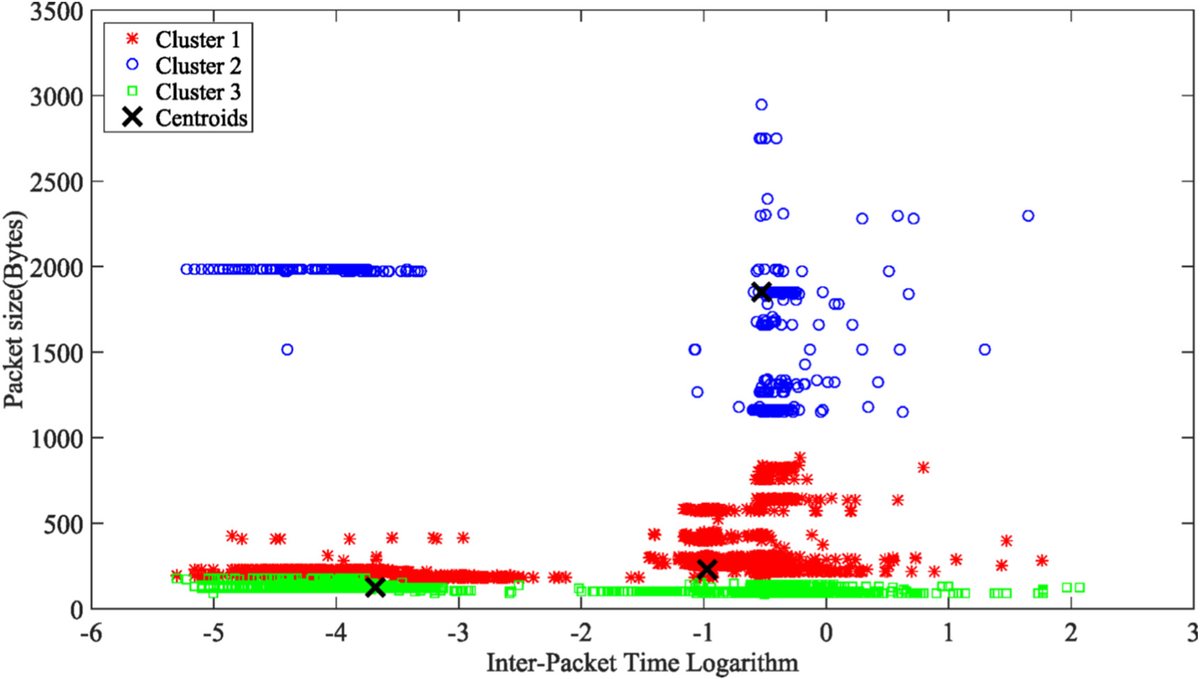 3500
3000
2500
2000
1500
1000
500
0
Packet size(Bytes)
Cluster 1
Cluster 2
Cluster 3
Centroids
-6 -5 -4 -3 -2 -1 0 1 2 3
Inter-Packet Time Logarithm